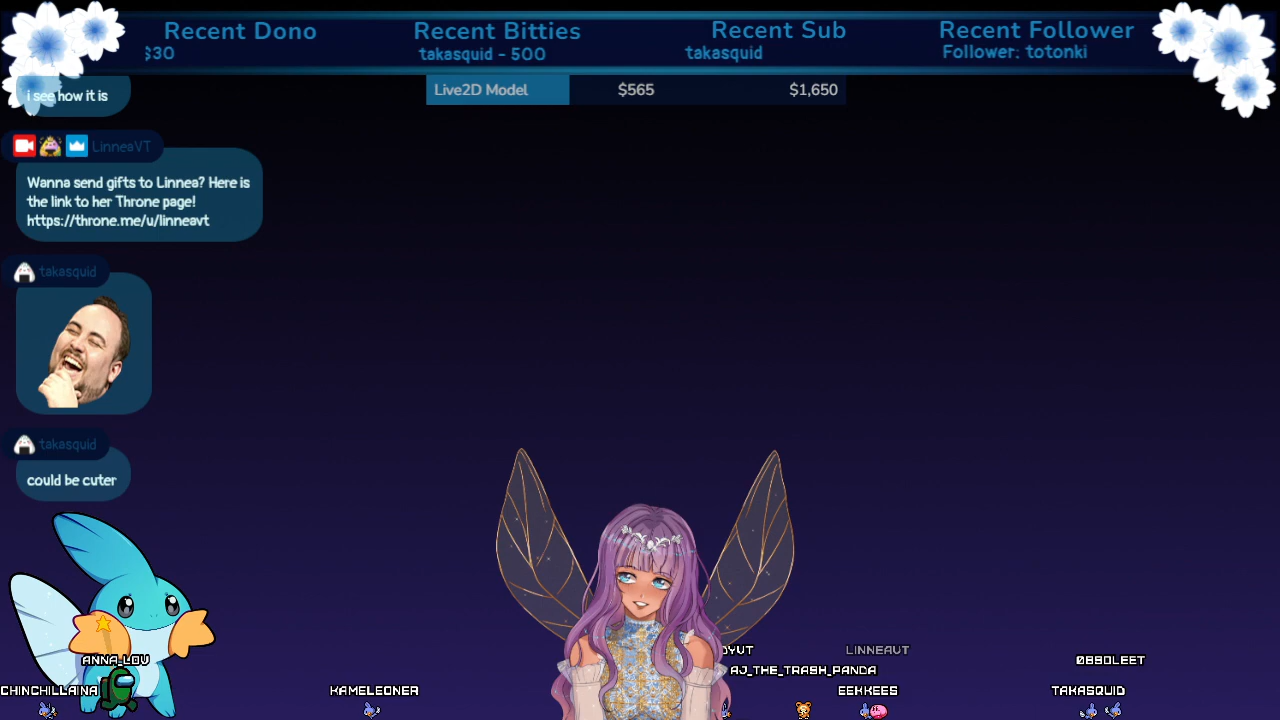 Recent Dono
$30
Recent Bitties
takasquid - 500
Recent Sub
takasquid
Recent Follower
Follower: totonki
Live2D Model $565 $1,650
i see how it is
LinneaVT
Wanna send gifts to Linnea? Here is
the link to her Throne page!
https://throne.me/u/linneavt
takasquid
takasquid
could be cuter
ANNA_LOV
CHINCHILLAINA
KAMELEONER
DYVT
LINNEAVT
AJ_THE_TRASH_PANDA
EEKKEES
0880LEET
TAKASQUID